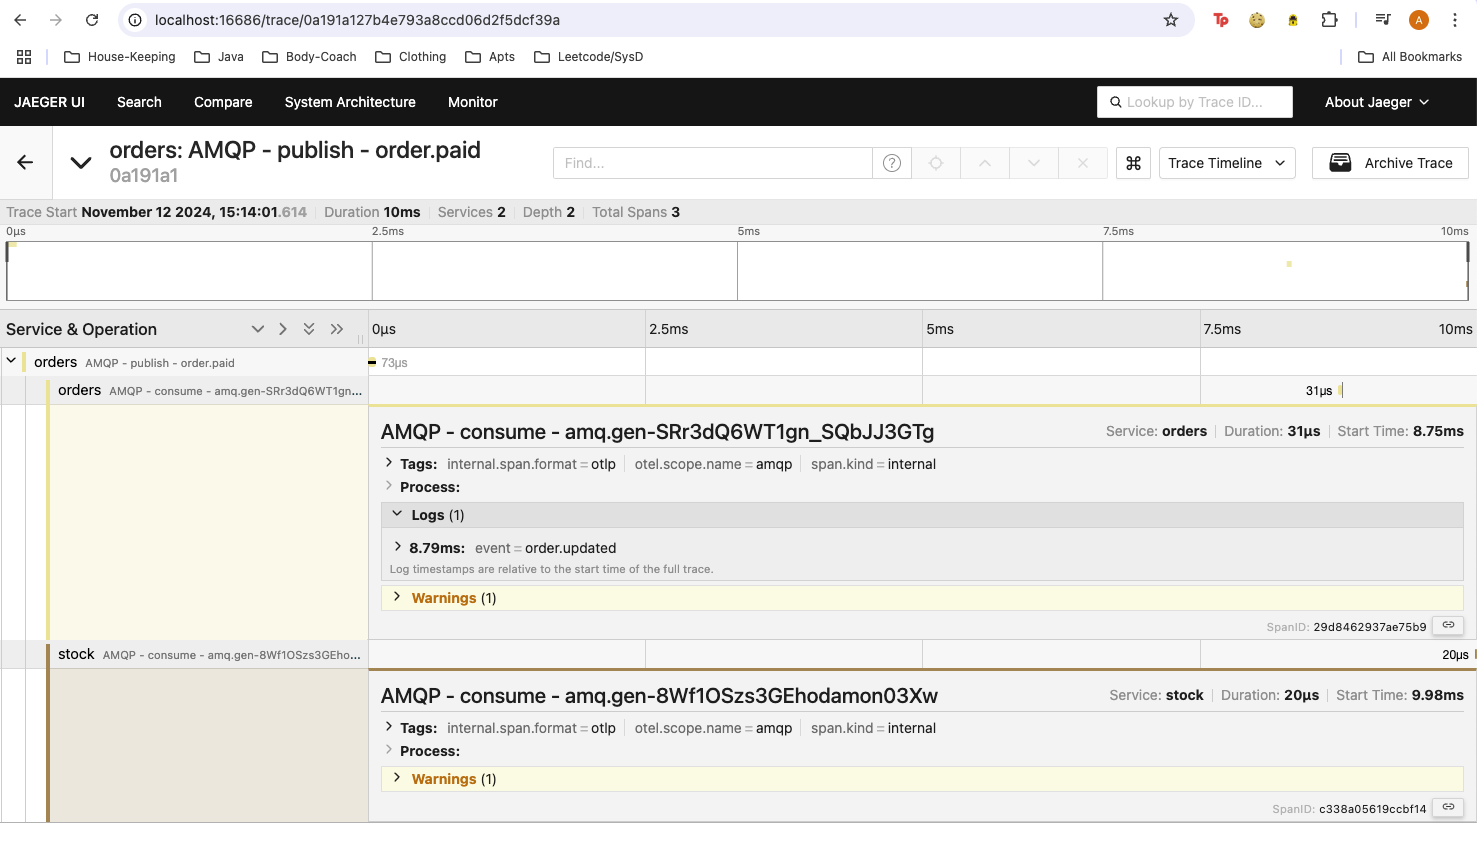 localhost:16686/trace/0a191a127b4e793a8ccd06d2f5dcf39a
Tp
A
House-Keeping Java Body-Coach Clothing Apts Leetcode/SysD All Bookmarks
JAEGER UI Search Compare System Architecture Monitor Lookup by Trace ID... About Jaeger
orders: AMQP - publish - order.paid
0a191a1
Find... ? ⌘ Trace Timeline Archive Trace
Trace Start November 12 2024, 15:14:01.614 Duration 10ms Services 2 Depth 2 Total Spans 3
0μs 2.5ms 5ms 7.5ms 10ms
Service & Operation 0μs 2.5ms 5ms 7.5ms 10ms
orders AMQP - publish - order.paid 73μs
orders AMQP - consume - amq.gen-SRr3dQ6WT1gn... 31μs
AMQP - consume - amq.gen-SRr3dQ6WT1gn_SQbJJ3GTg Service: orders Duration: 31μs Start Time: 8.75ms
Tags: internal.span.format = otlp otel.scope.name = amqp span.kind = internal
Process:
Logs (1)
8.79ms: event = order.updated
Log timestamps are relative to the start time of the full trace.
Warnings (1)
SpanID: 29d8462937ae75b9
stock AMQP - consume - amq.gen-8Wf1OSzs3GEho... 20μs
AMQP - consume - amq.gen-8Wf1OSzs3GEhodamon03Xw Service: stock Duration: 20μs Start Time: 9.98ms
Tags: internal.span.format = otlp otel.scope.name = amqp span.kind = internal
Process:
Warnings (1)
SpanID: c338a05619ccbf14